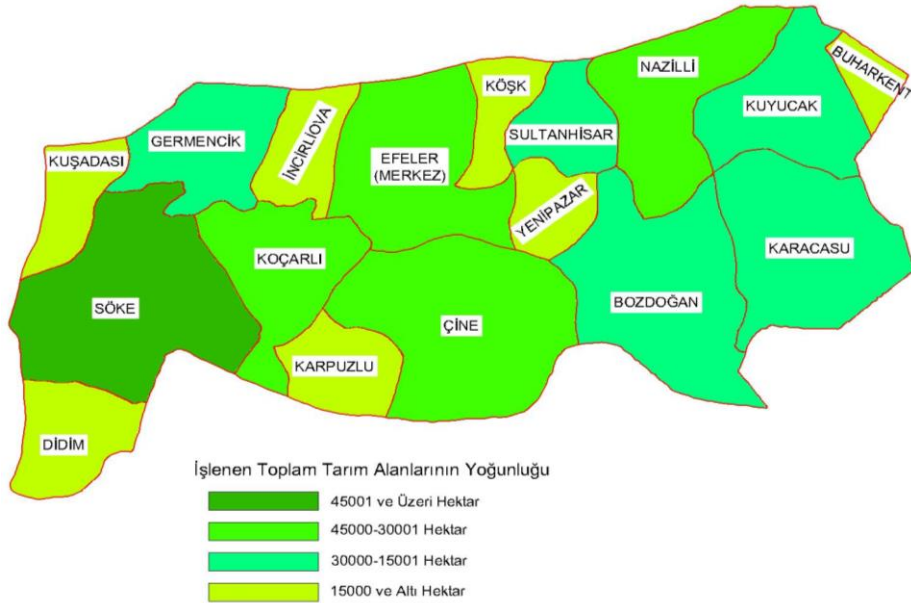 BUHARKENT
NAZİLLİ
KÖŞK
KUYUCAK
SULTANHİSAR
GERMENCİK
İNCİRLİOVA
KUŞADASI
EFELER
(MERKEZ)
YENİPAZAR
KOÇARLI
KARACASU
BOZDOĞAN
SÖKE
ÇİNE
KARPUZLU
DİDİM
İşlenen Toplam Tarım Alanlarının Yoğunluğu
45001 ve Üzeri Hektar
45000-30001 Hektar
30000-15001 Hektar
15000 ve Altı Hektar